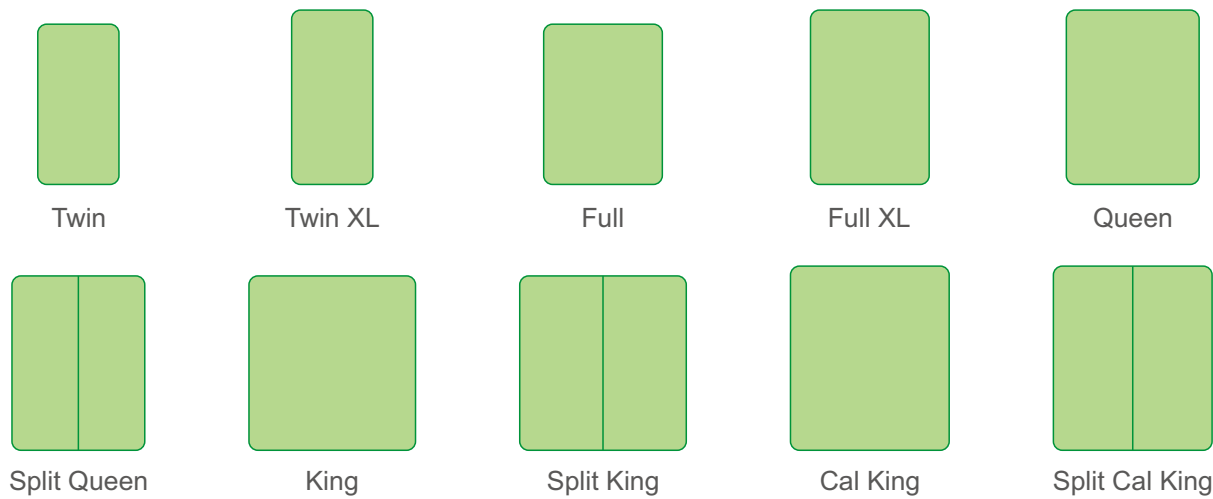 Twin
Twin XL
Full
Full XL
Queen
Split Queen
King
Split King
Cal King
Split Cal King